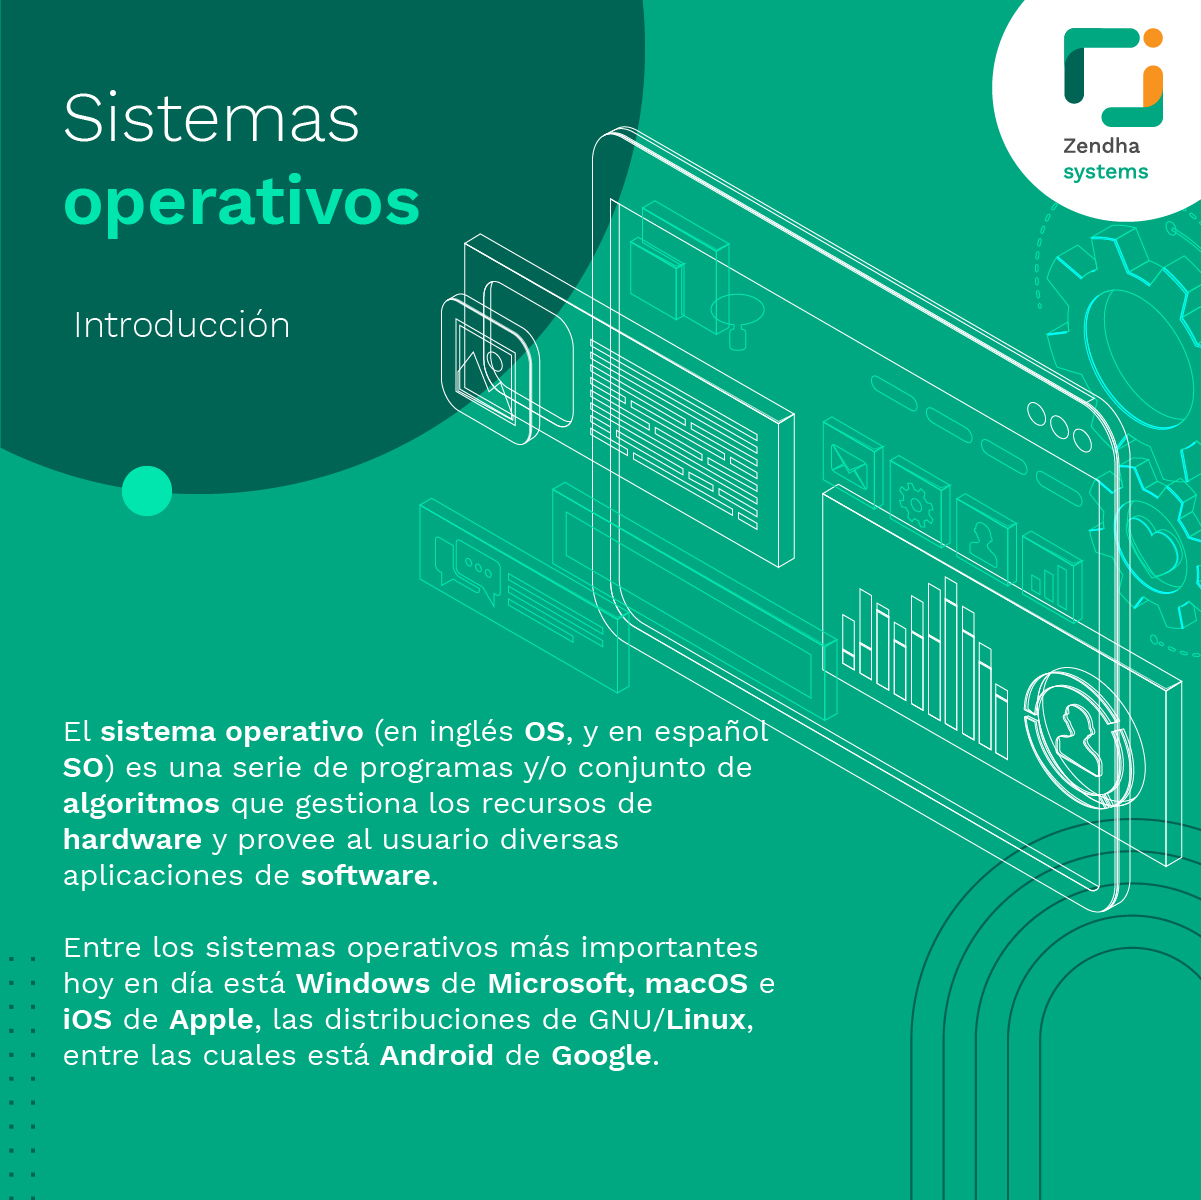 Sistemas
operativos
Zendha
systems
Introducción
El sistema operativo (en inglés OS, y en español
SO) es una serie de programas y/o conjunto de
algoritmos que gestiona los recursos de
hardware y provee al usuario diversas
aplicaciones de software.
Entre los sistemas operativos más importantes
hoy en día está Windows de Microsoft, macOS e
iOS de Apple, las distribuciones de GNU/Linux,
entre las cuales está Android de Google.